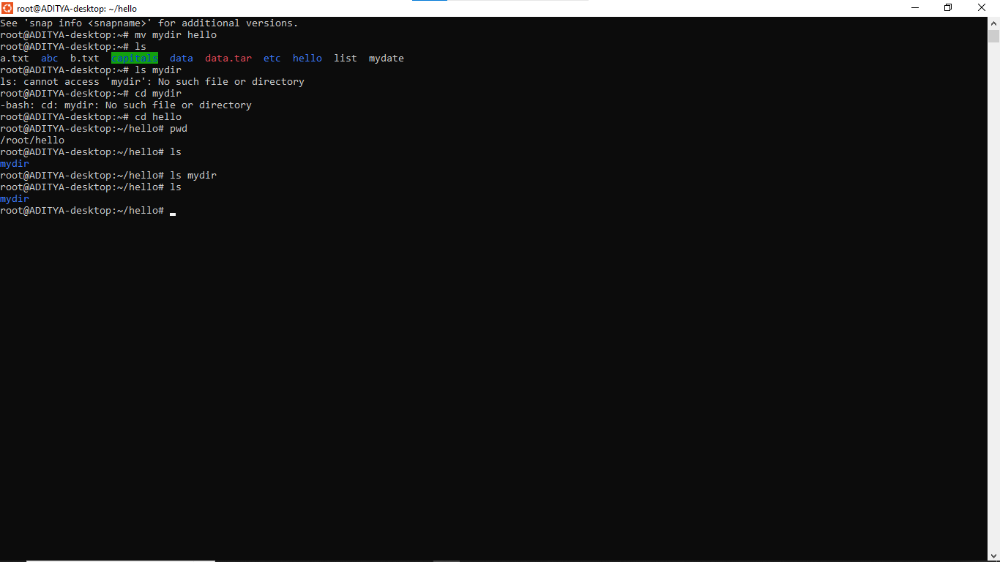 root@ADITYA-desktop: ~/hello
See 'snap info <snapname>' for additional versions.
root@ADITYA-desktop:~# mv mydir hello
root@ADITYA-desktop:~# ls
a.txt  abc  b.txt  capitals  data  data.tar  etc  hello  list  mydate
root@ADITYA-desktop:~# ls mydir
ls: cannot access 'mydir': No such file or directory
root@ADITYA-desktop:~# cd mydir
-bash: cd: mydir: No such file or directory
root@ADITYA-desktop:~# cd hello
root@ADITYA-desktop:~/hello# pwd
/root/hello
root@ADITYA-desktop:~/hello# ls
mydir
root@ADITYA-desktop:~/hello# ls mydir
root@ADITYA-desktop:~/hello# ls
mydir
root@ADITYA-desktop:~/hello#